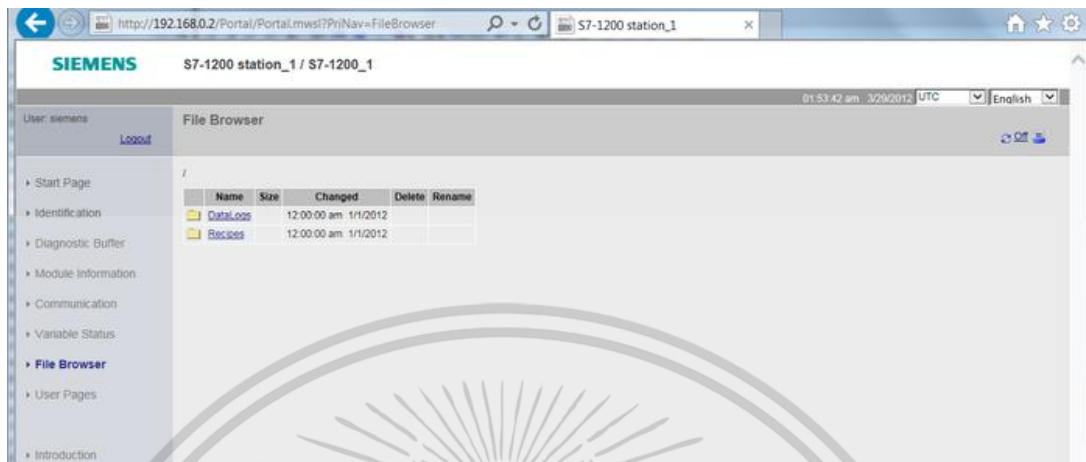 http://192.168.0.2/Portal/Portal.mwsl?PriNav=FileBrowser
S7-1200 station_1
SIEMENS
S7-1200 station_1 / S7-1200_1
01:53:42 am 3/29/2012 UTC English
User: siemens
Logout
File Browser
Off
Start Page
Identification
Diagnostic Buffer
Module Information
Communication
Variable Status
File Browser
User Pages
Introduction
/
Name Size Changed Delete Rename
DataLogs 12:00:00 am 1/1/2012
Recipes 12:00:00 am 1/1/2012